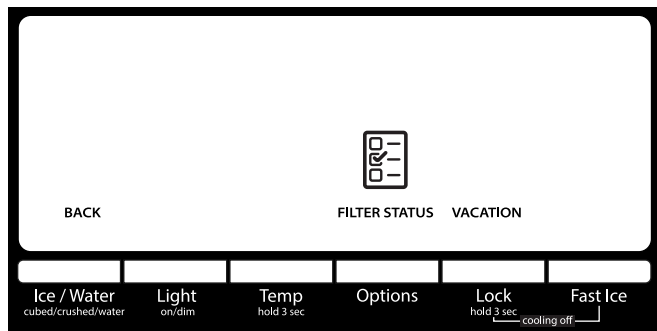 BACK FILTER STATUS VACATION
Ice / Water Light Temp Options Lock Fast Ice
cubed/crushed/water on/dim hold 3 sec hold 3 sec
cooling off